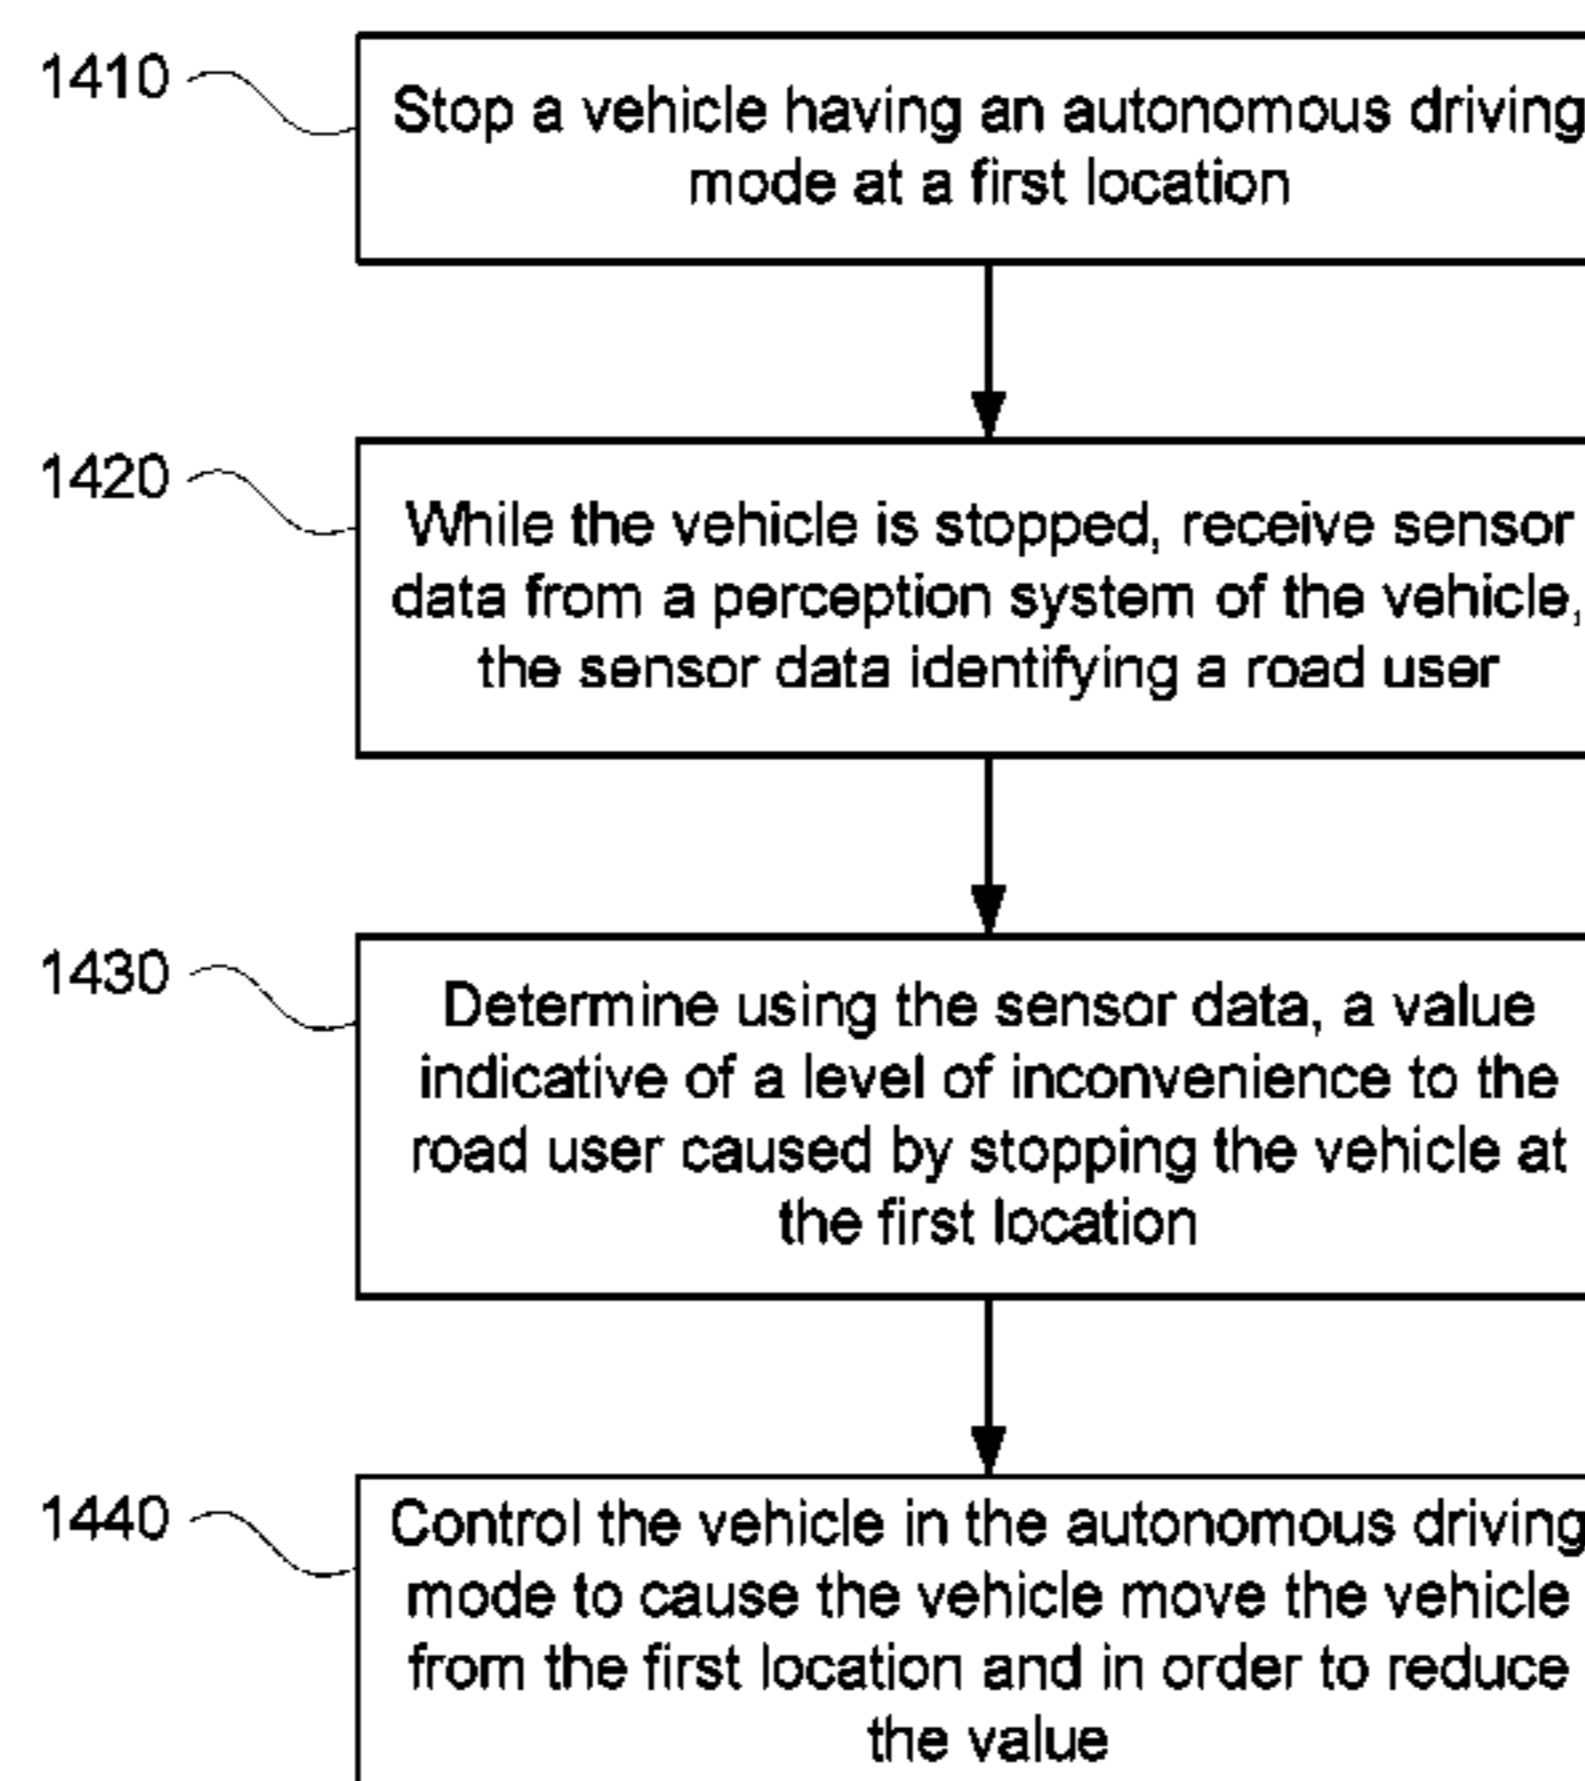 1410
Stop a vehicle having an autonomous driving
mode at a first location
1420
While the vehicle is stopped, receive sensor
data from a perception system of the vehicle,
the sensor data identifying a road user
1430
Determine using the sensor data, a value
indicative of a level of inconvenience to the
road user caused by stopping the vehicle at
the first location
1440
Control the vehicle in the autonomous driving
mode to cause the vehicle move the vehicle
from the first location and in order to reduce
the value